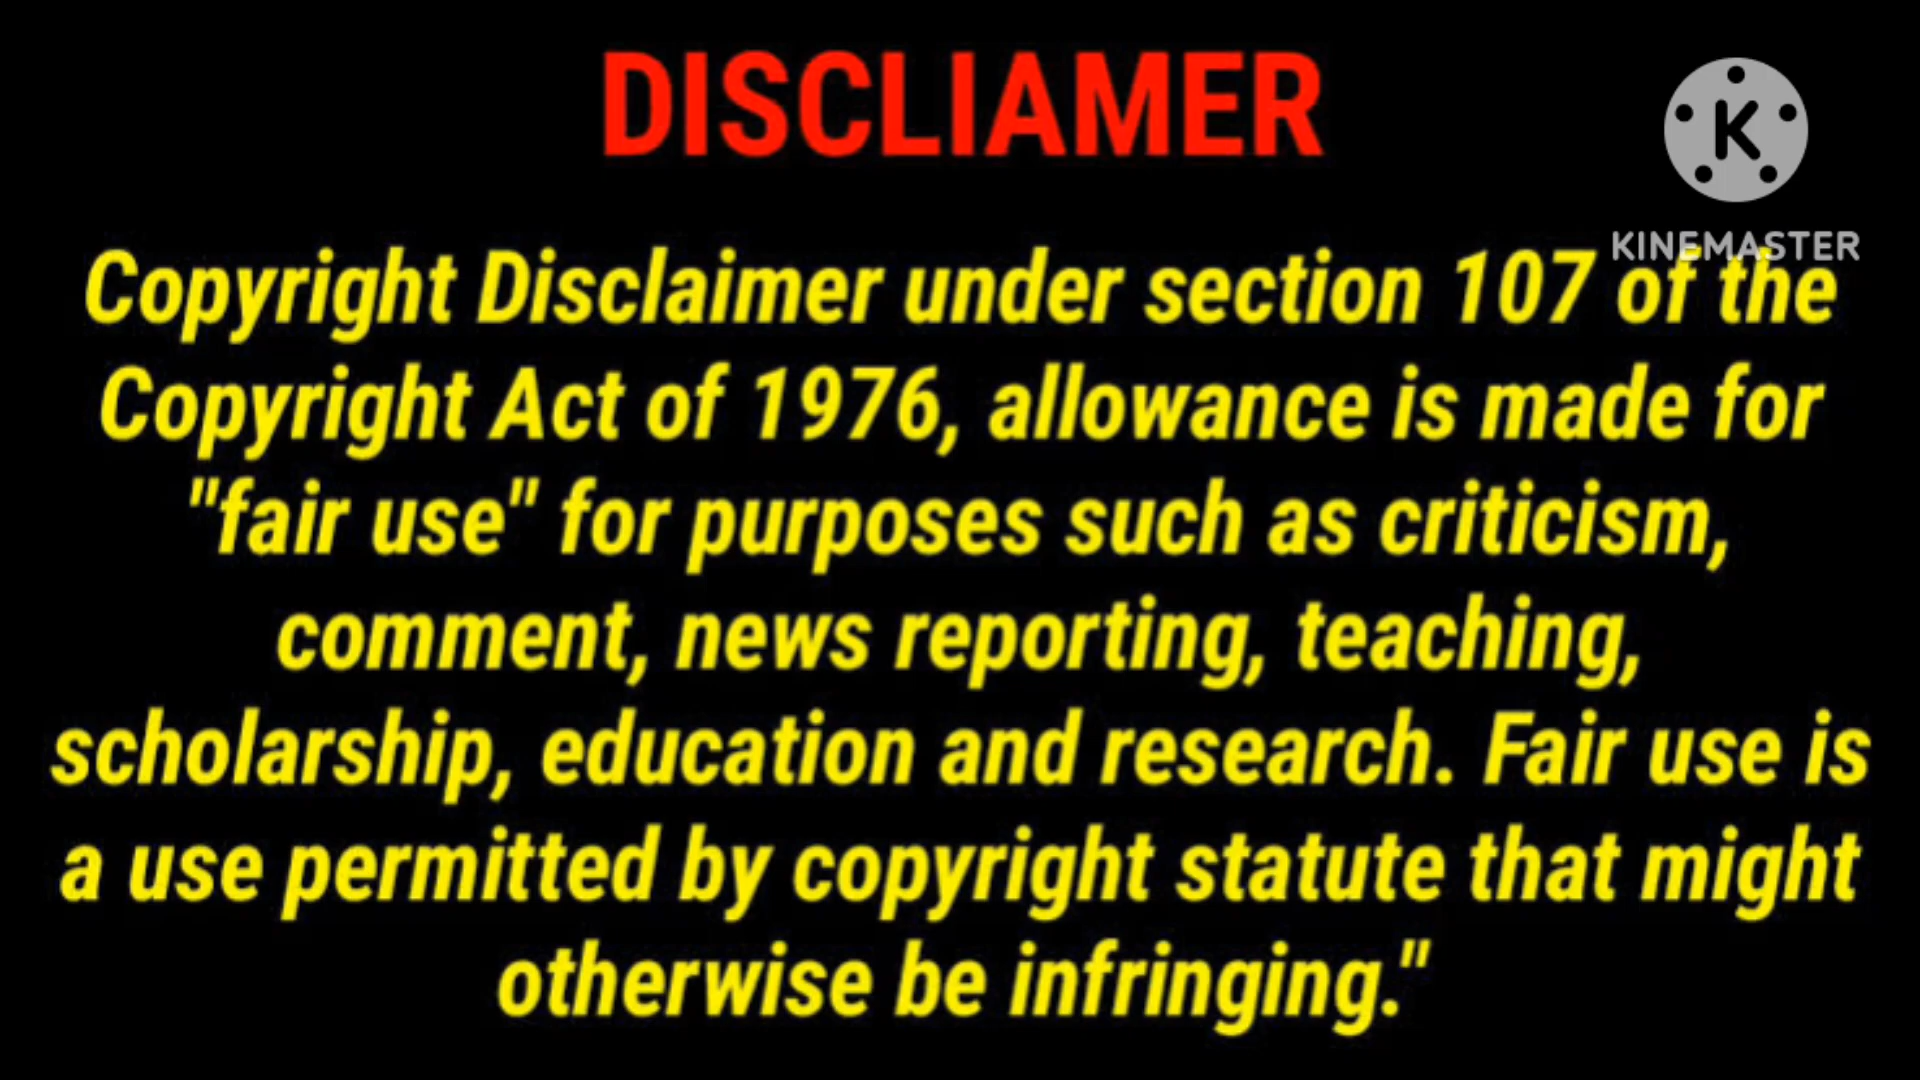 DISCLIAMER
K
KINEMASTER
Copyright Disclaimer under section 107 of the
Copyright Act of 1976, allowance is made for
"fair use" for purposes such as criticism,
comment, news reporting, teaching,
scholarship, education and research. Fair use is
a use permitted by copyright statute that might
otherwise be infringing."